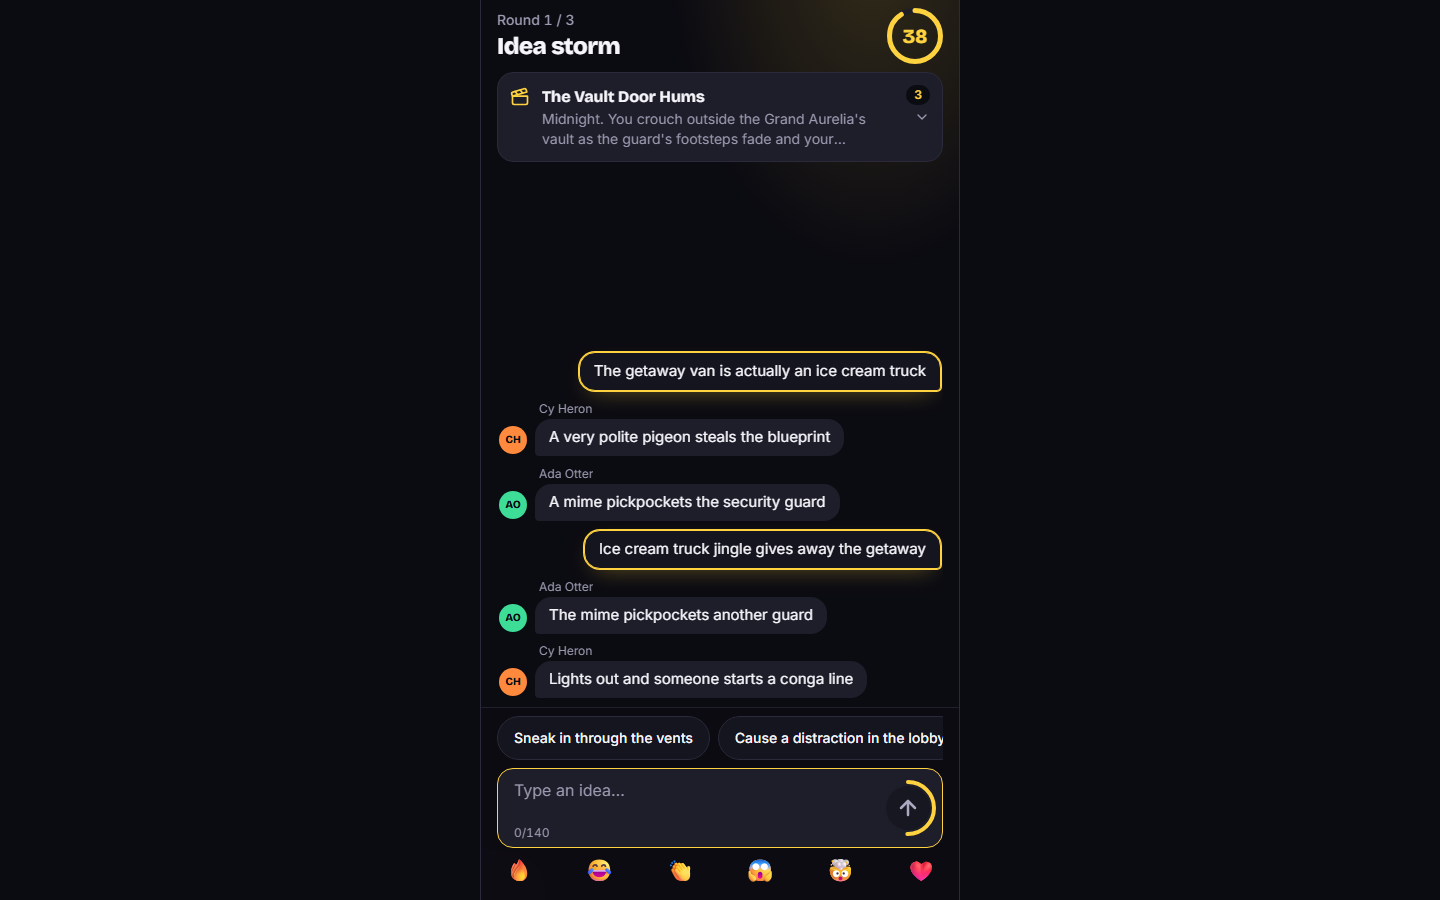 Round 1 / 3
Idea storm
38
The Vault Door Hums
3
Midnight. You crouch outside the Grand Aurelia's
vault as the guard's footsteps fade and your...
The getaway van is actually an ice cream truck
Cy Heron
CH
A very polite pigeon steals the blueprint
Ada Otter
AO
A mime pickpockets the security guard
Ice cream truck jingle gives away the getaway
Ada Otter
AO
The mime pickpockets another guard
Cy Heron
CH
Lights out and someone starts a conga line
Sneak in through the vents
Cause a distraction in the lobby
Type an idea...
0/140